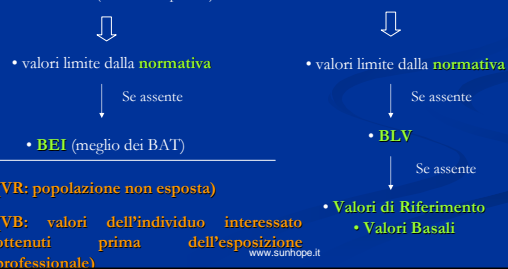 • valori limite dalla normativa
Se assente
• BEI (meglio dei BAT)
VR: popolazione non esposta)
VB: valori dell'individuo interessato
ottenuti prima dell'esposizione
professionale)
• valori limite dalla normativa
Se assente
• BLV
Se assente
• Valori di Riferimento
• Valori Basali
www.sunhope.it